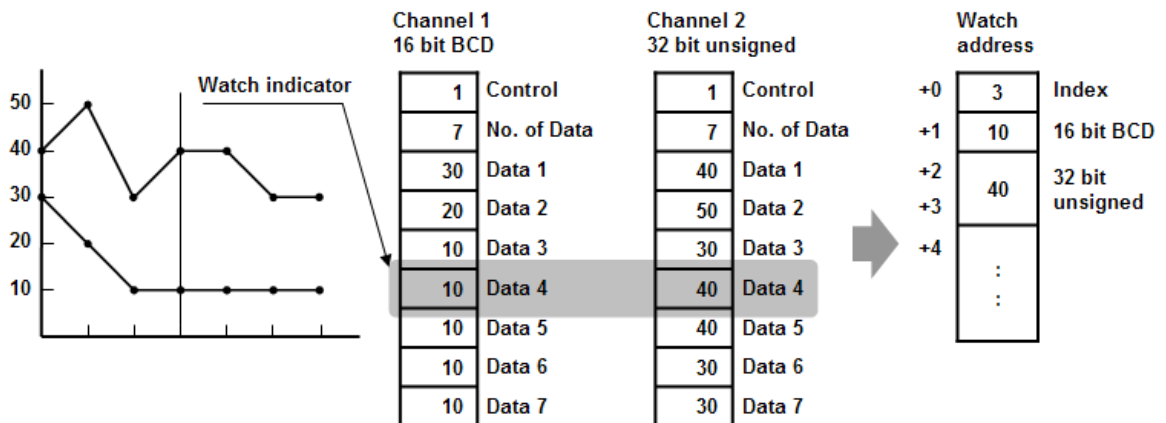 Channel 1
16 bit BCD
Channel 2
32 bit unsigned
Watch
address
Watch indicator
50
40
30
20
10
1 Control
7 No. of Data
30 Data 1
20 Data 2
10 Data 3
10 Data 4
10 Data 5
10 Data 6
10 Data 7
1 Control
7 No. of Data
40 Data 1
50 Data 2
30 Data 3
40 Data 4
40 Data 5
30 Data 6
30 Data 7
+0 3 Index
+1 10 16 bit BCD
+2
+3
40
32 bit
unsigned
+4
:
: